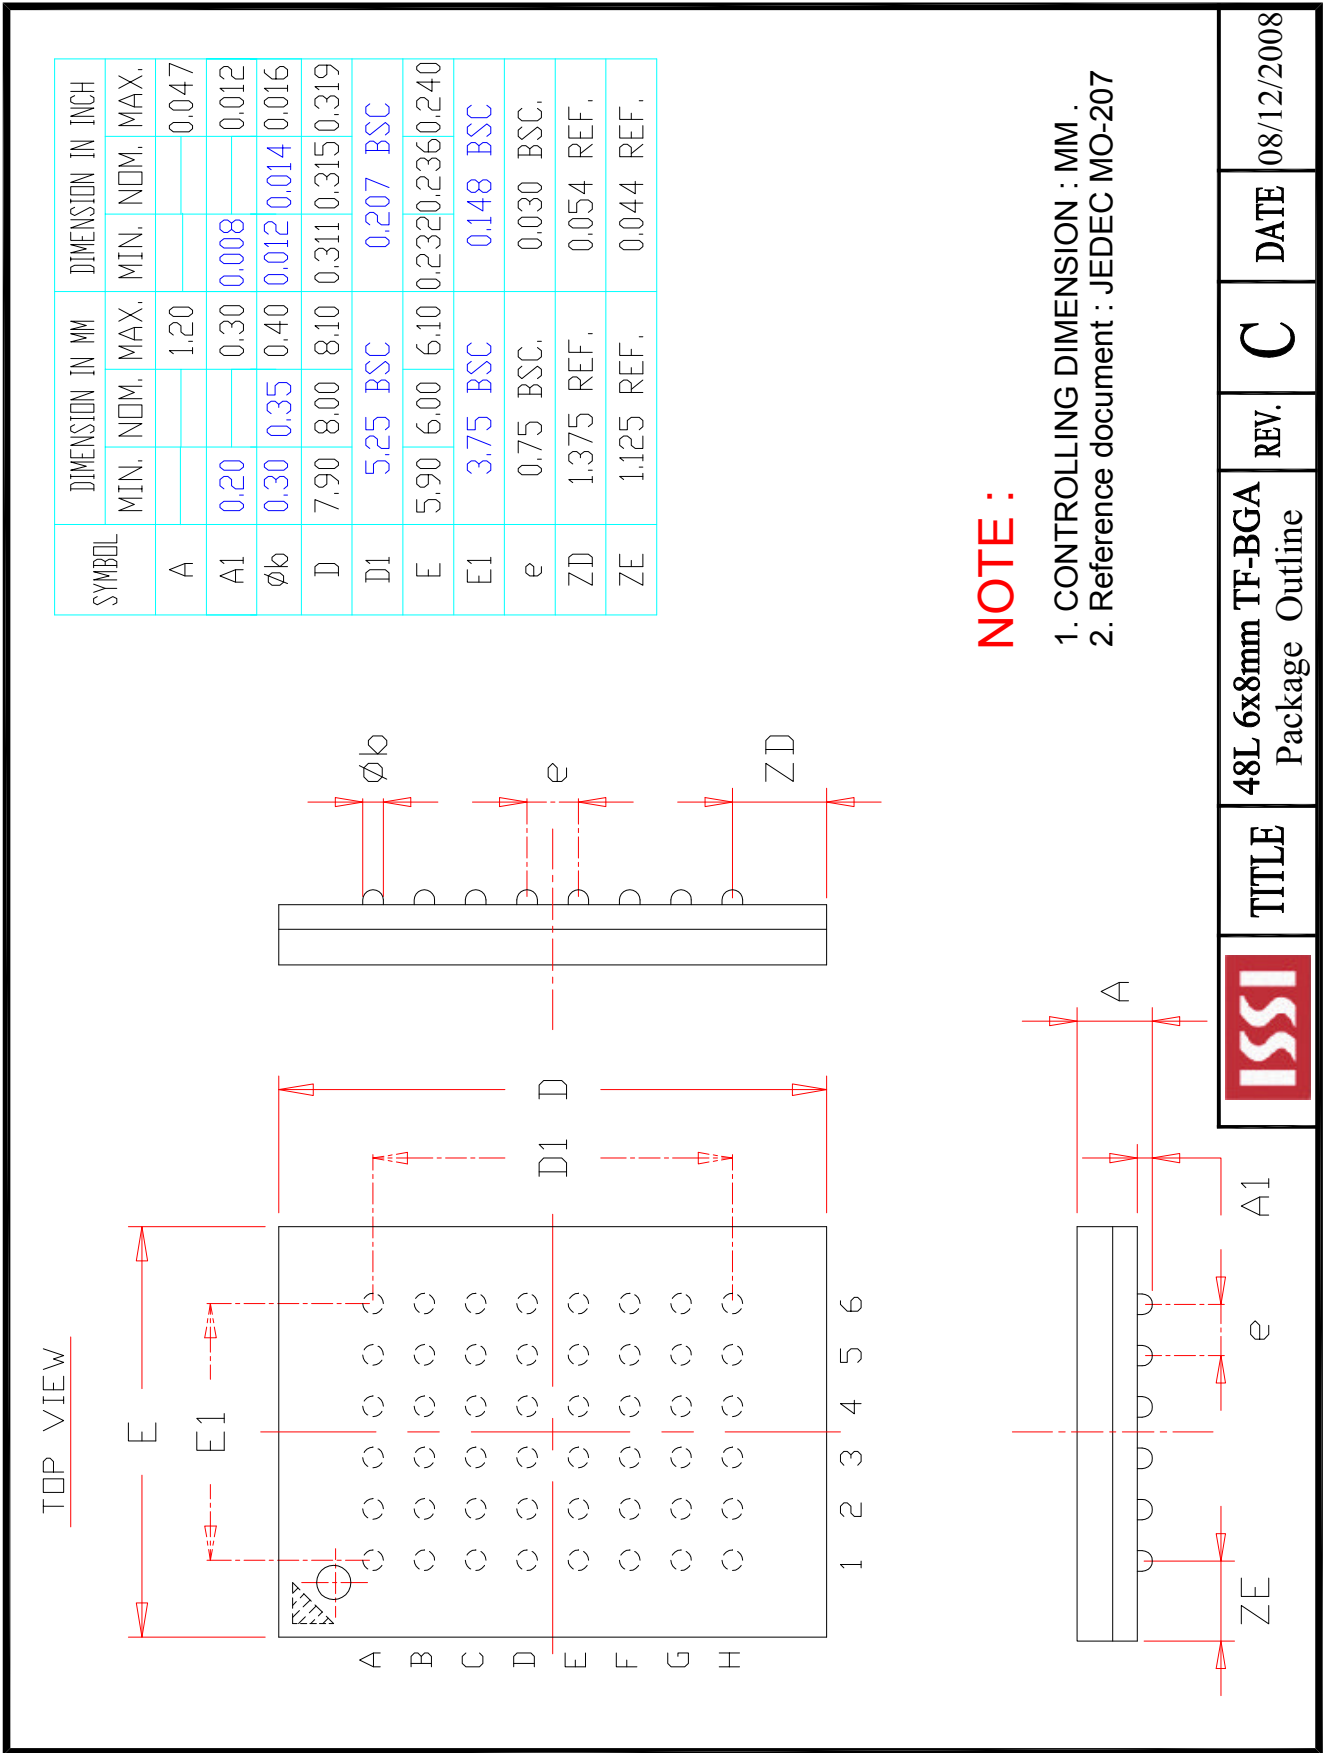 TOP VIEW
E
E1
A
B
C
D
E
F
G
H
1 2 3 4 5 6
D1
D
Øb
e
ZD
A
A1
e
ZE
SYMBOL DIMENSION IN MM DIMENSION IN INCH
MIN. NOM. MAX. MIN. NOM. MAX.
A 1.20 0.047
A1 0.20 0.30 0.008 0.012
Øb 0.30 0.35 0.40 0.012 0.014 0.016
D 7.90 8.00 8.10 0.311 0.315 0.319
D1 5.25 BSC 0.207 BSC
E 5.90 6.00 6.10 0.232 0.236 0.240
E1 3.75 BSC 0.148 BSC
e 0.75 BSC. 0.030 BSC.
ZD 1.375 REF. 0.054 REF.
ZE 1.125 REF. 0.044 REF.
NOTE :
1. CONTROLLING DIMENSION : MM .
2. Reference document : JEDEC MO-207
ISSI
TITLE
48L 6x8mm TF-BGA
Package Outline
REV.
C
DATE
08/12/2008